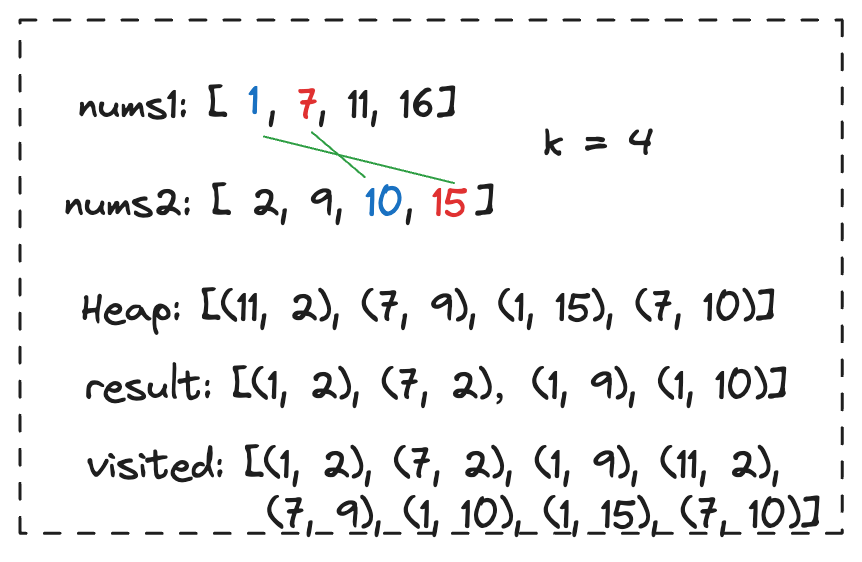 nums1: [ 1, 7, 11, 16]
k = 4
nums2: [ 2, 9, 10, 15 ]
Heap: [(11, 2), (7, 9), (1, 15), (7, 10)]
result: [(1, 2), (7, 2), (1, 9), (1, 10)]
visited: [(1, 2), (7, 2), (1, 9), (11, 2),
(7, 9), (1, 10), (1, 15), (7, 10)]